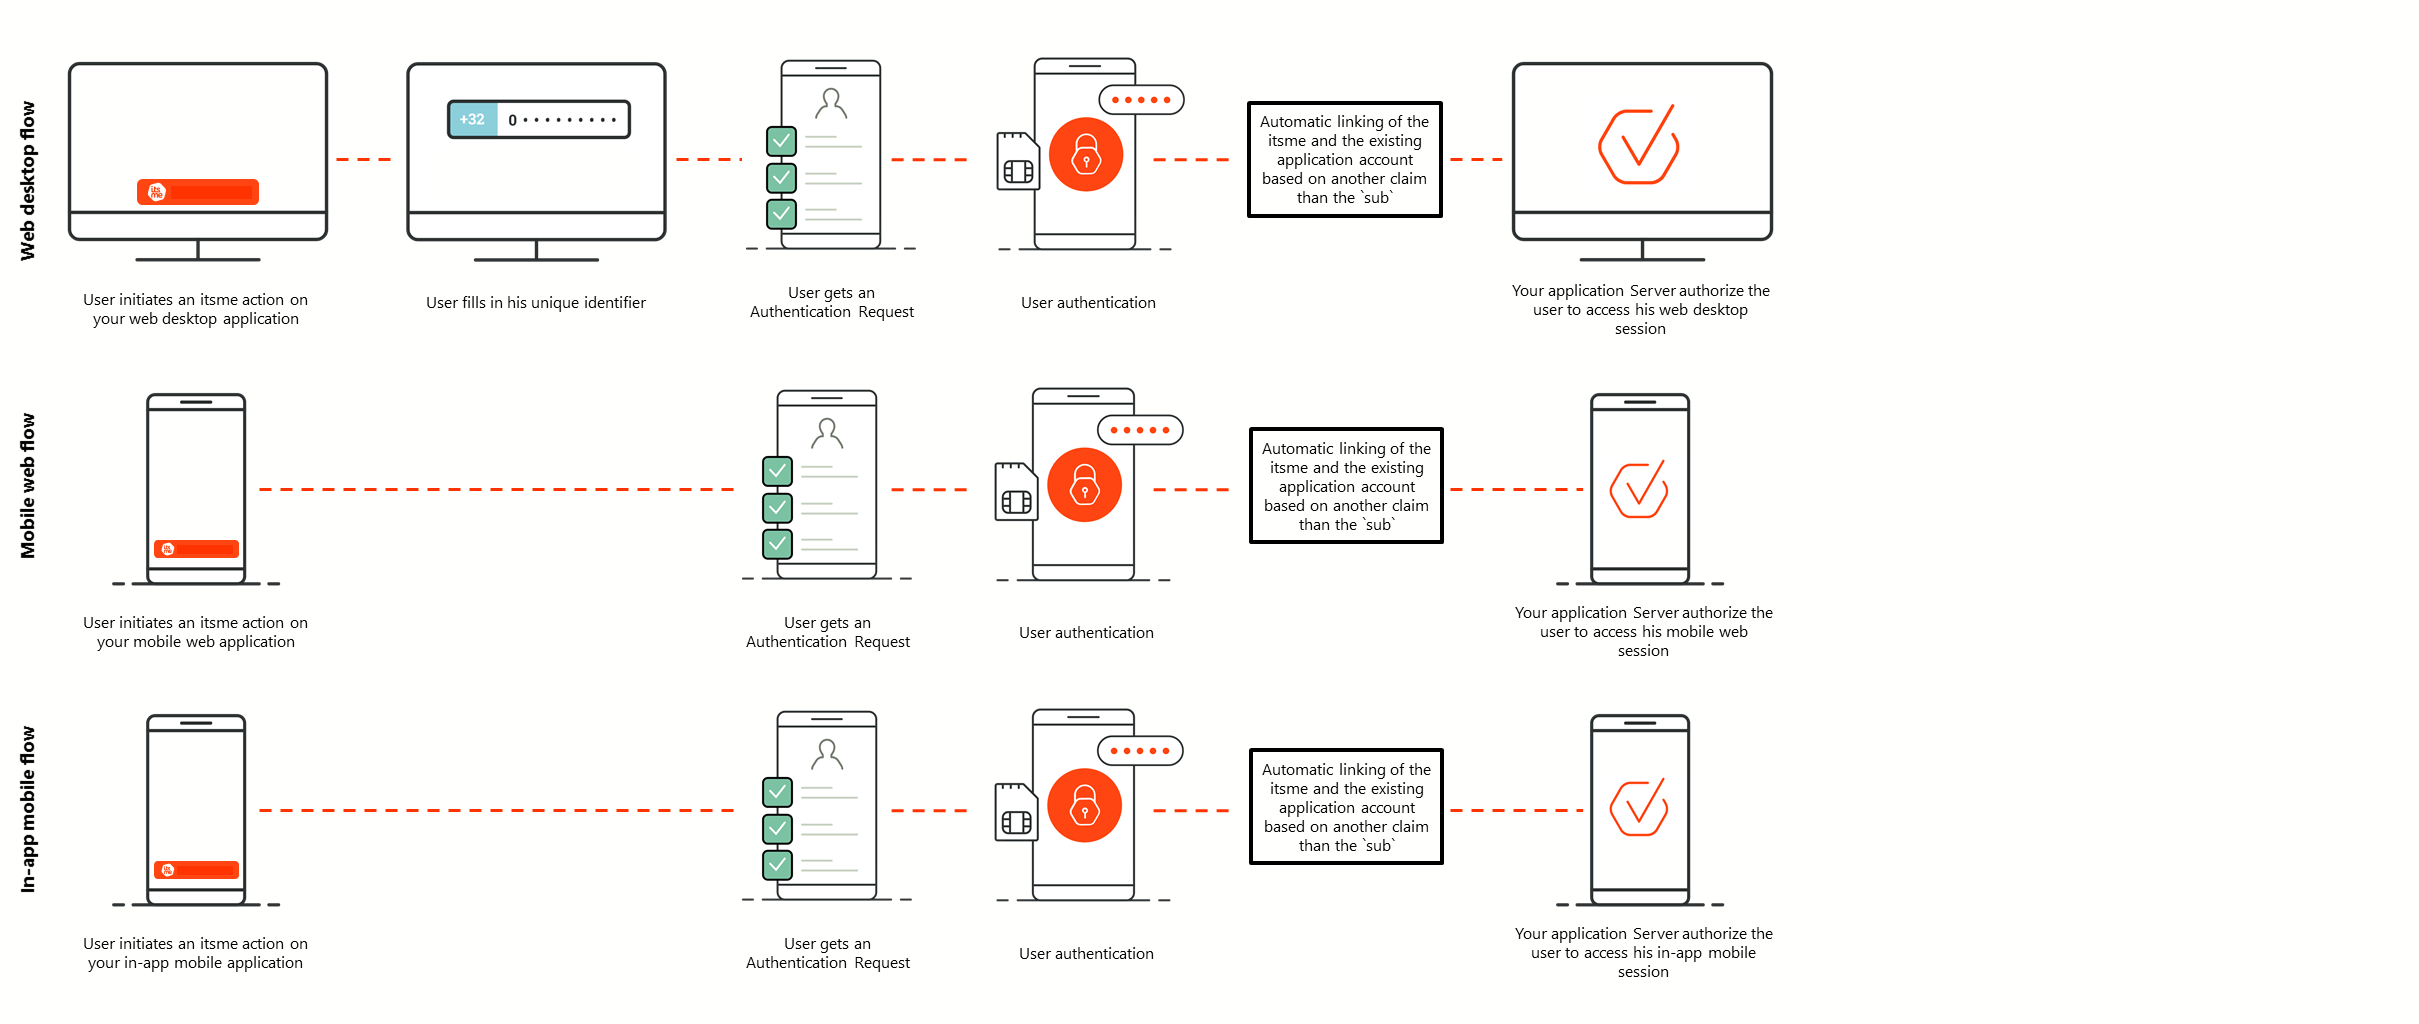 Web desktop flow
its
me
+32 0 • • • • • • • • •
Automatic linking of the
itsme and the existing
application account
based on another claim
than the `sub`
User initiates an itsme action on
your web desktop application
User fills in his unique identifier
User gets an
Authentication Request
User authentication
Your application Server authorize the
user to access his web desktop
session
Mobile web flow
its
me
Automatic linking of the
itsme and the existing
application account
based on another claim
than the `sub`
User initiates an itsme action on
your mobile web application
User gets an
Authentication Request
User authentication
Your application Server authorize the
user to access his mobile web
session
In-app mobile flow
its
me
Automatic linking of the
itsme and the existing
application account
based on another claim
than the `sub`
User initiates an itsme action on
your in-app mobile application
User gets an
Authentication Request
User authentication
Your application Server authorize the
user to access his in-app mobile
session